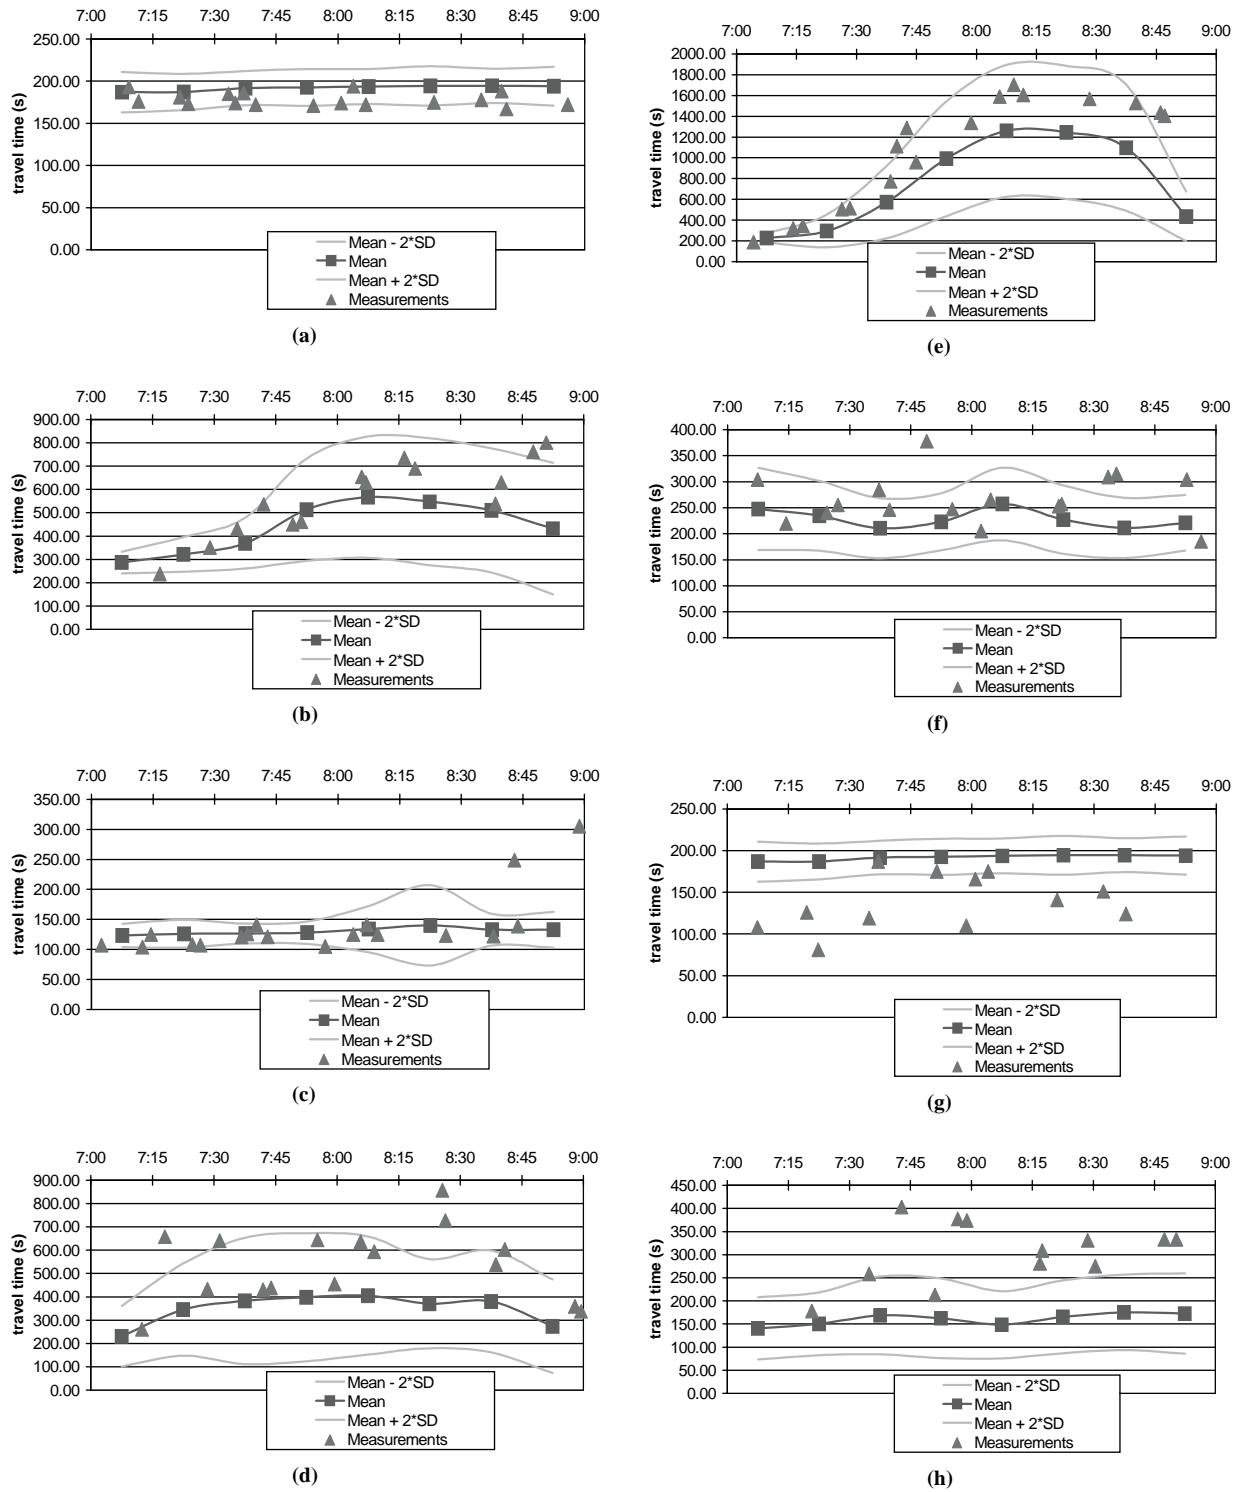 7:00 7:15 7:30 7:45 8:00 8:15 8:30 8:45 9:00
250.00
200.00
150.00
100.00
50.00
0.00
travel time (s)
Mean - 2*SD
Mean
Mean + 2*SD
Measurements
(a)
7:00 7:15 7:30 7:45 8:00 8:15 8:30 8:45 9:00
900.00
800.00
700.00
600.00
500.00
400.00
300.00
200.00
100.00
0.00
travel time (s)
Mean - 2*SD
Mean
Mean + 2*SD
Measurements
(b)
7:00 7:15 7:30 7:45 8:00 8:15 8:30 8:45 9:00
350.00
300.00
250.00
200.00
150.00
100.00
50.00
0.00
travel time (s)
Mean - 2*SD
Mean
Mean + 2*SD
Measurements
(c)
7:00 7:15 7:30 7:45 8:00 8:15 8:30 8:45 9:00
900.00
800.00
700.00
600.00
500.00
400.00
300.00
200.00
100.00
0.00
travel time (s)
Mean - 2*SD
Mean
Mean + 2*SD
Measurements
(d)
7:00 7:15 7:30 7:45 8:00 8:15 8:30 8:45 9:00
2000.00
1800.00
1600.00
1400.00
1200.00
1000.00
800.00
600.00
400.00
200.00
0.00
travel time (s)
Mean - 2*SD
Mean
Mean + 2*SD
Measurements
(e)
7:00 7:15 7:30 7:45 8:00 8:15 8:30 8:45 9:00
400.00
350.00
300.00
250.00
200.00
150.00
100.00
50.00
0.00
travel time (s)
Mean - 2*SD
Mean
Mean + 2*SD
Measurements
(f)
7:00 7:15 7:30 7:45 8:00 8:15 8:30 8:45 9:00
250.00
200.00
150.00
100.00
50.00
0.00
travel time (s)
Mean - 2*SD
Mean
Mean + 2*SD
Measurements
(g)
7:00 7:15 7:30 7:45 8:00 8:15 8:30 8:45 9:00
450.00
400.00
350.00
300.00
250.00
200.00
150.00
100.00
50.00
0.00
travel time (s)
Mean - 2*SD
Mean
Mean + 2*SD
Measurements
(h)